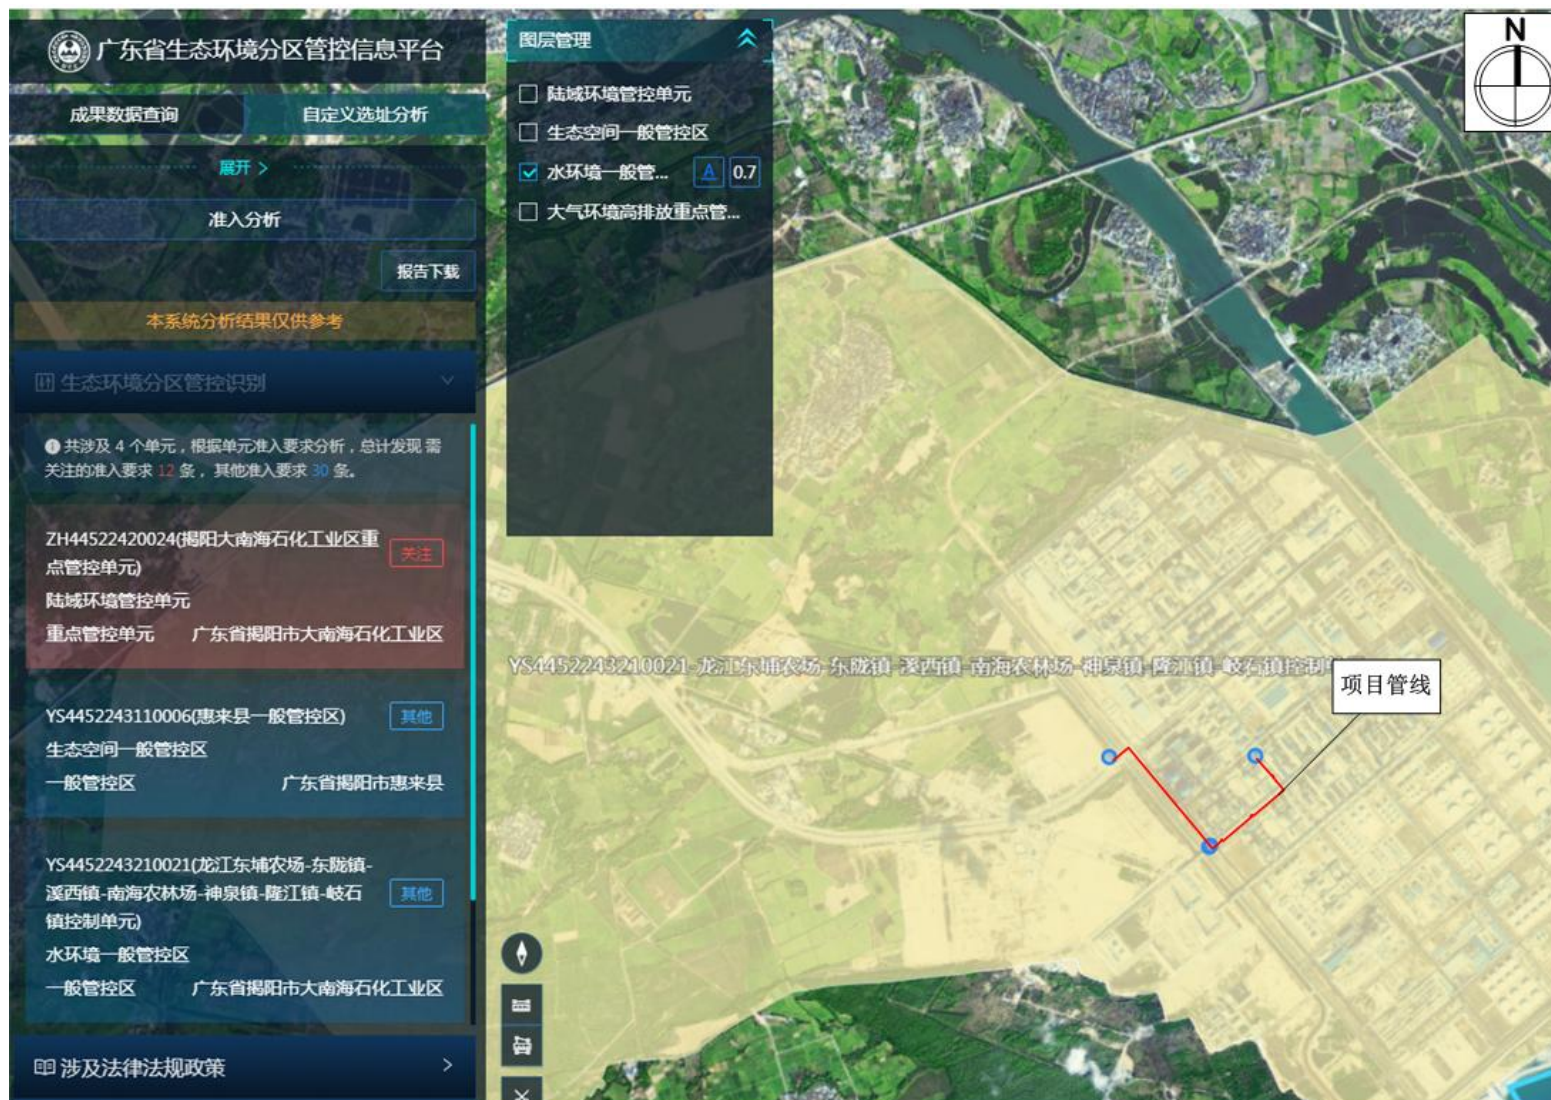 广东省生态环境分区管控信息平台
成果数据查询
自定义选址分析
展开 >
准入分析
报告下载
本系统分析结果仅供参考
生态环境分区管控识别
共涉及 4 个单元，根据单元准入要求分析，总计发现 需
关注的准入要求 12 条，其他准入要求 30 条。
ZH44522420024(揭阳大南海石化工业区重
点管控单元)
关注
陆域环境管控单元
重点管控单元 广东省揭阳市大南海石化工业区
YS4452243110006(惠来县一般管控区)
其他
生态空间一般管控区
一般管控区 广东省揭阳市惠来县
YS4452243210021(龙江东埔农场-东陇镇-
溪西镇-南海农林场-神泉镇-隆江镇-岐石
镇控制单元)
其他
水环境一般管控区
一般管控区 广东省揭阳市大南海石化工业区
涉及法律法规政策
图层管理
陆域环境管控单元
生态空间一般管控区
水环境一般管... A 0.7
大气环境高排放重点管...
N
YS4452243210021-龙江东埔农场-东陇镇-溪西镇-南海农林场-神泉镇-隆江镇-岐石镇控制
项目管线